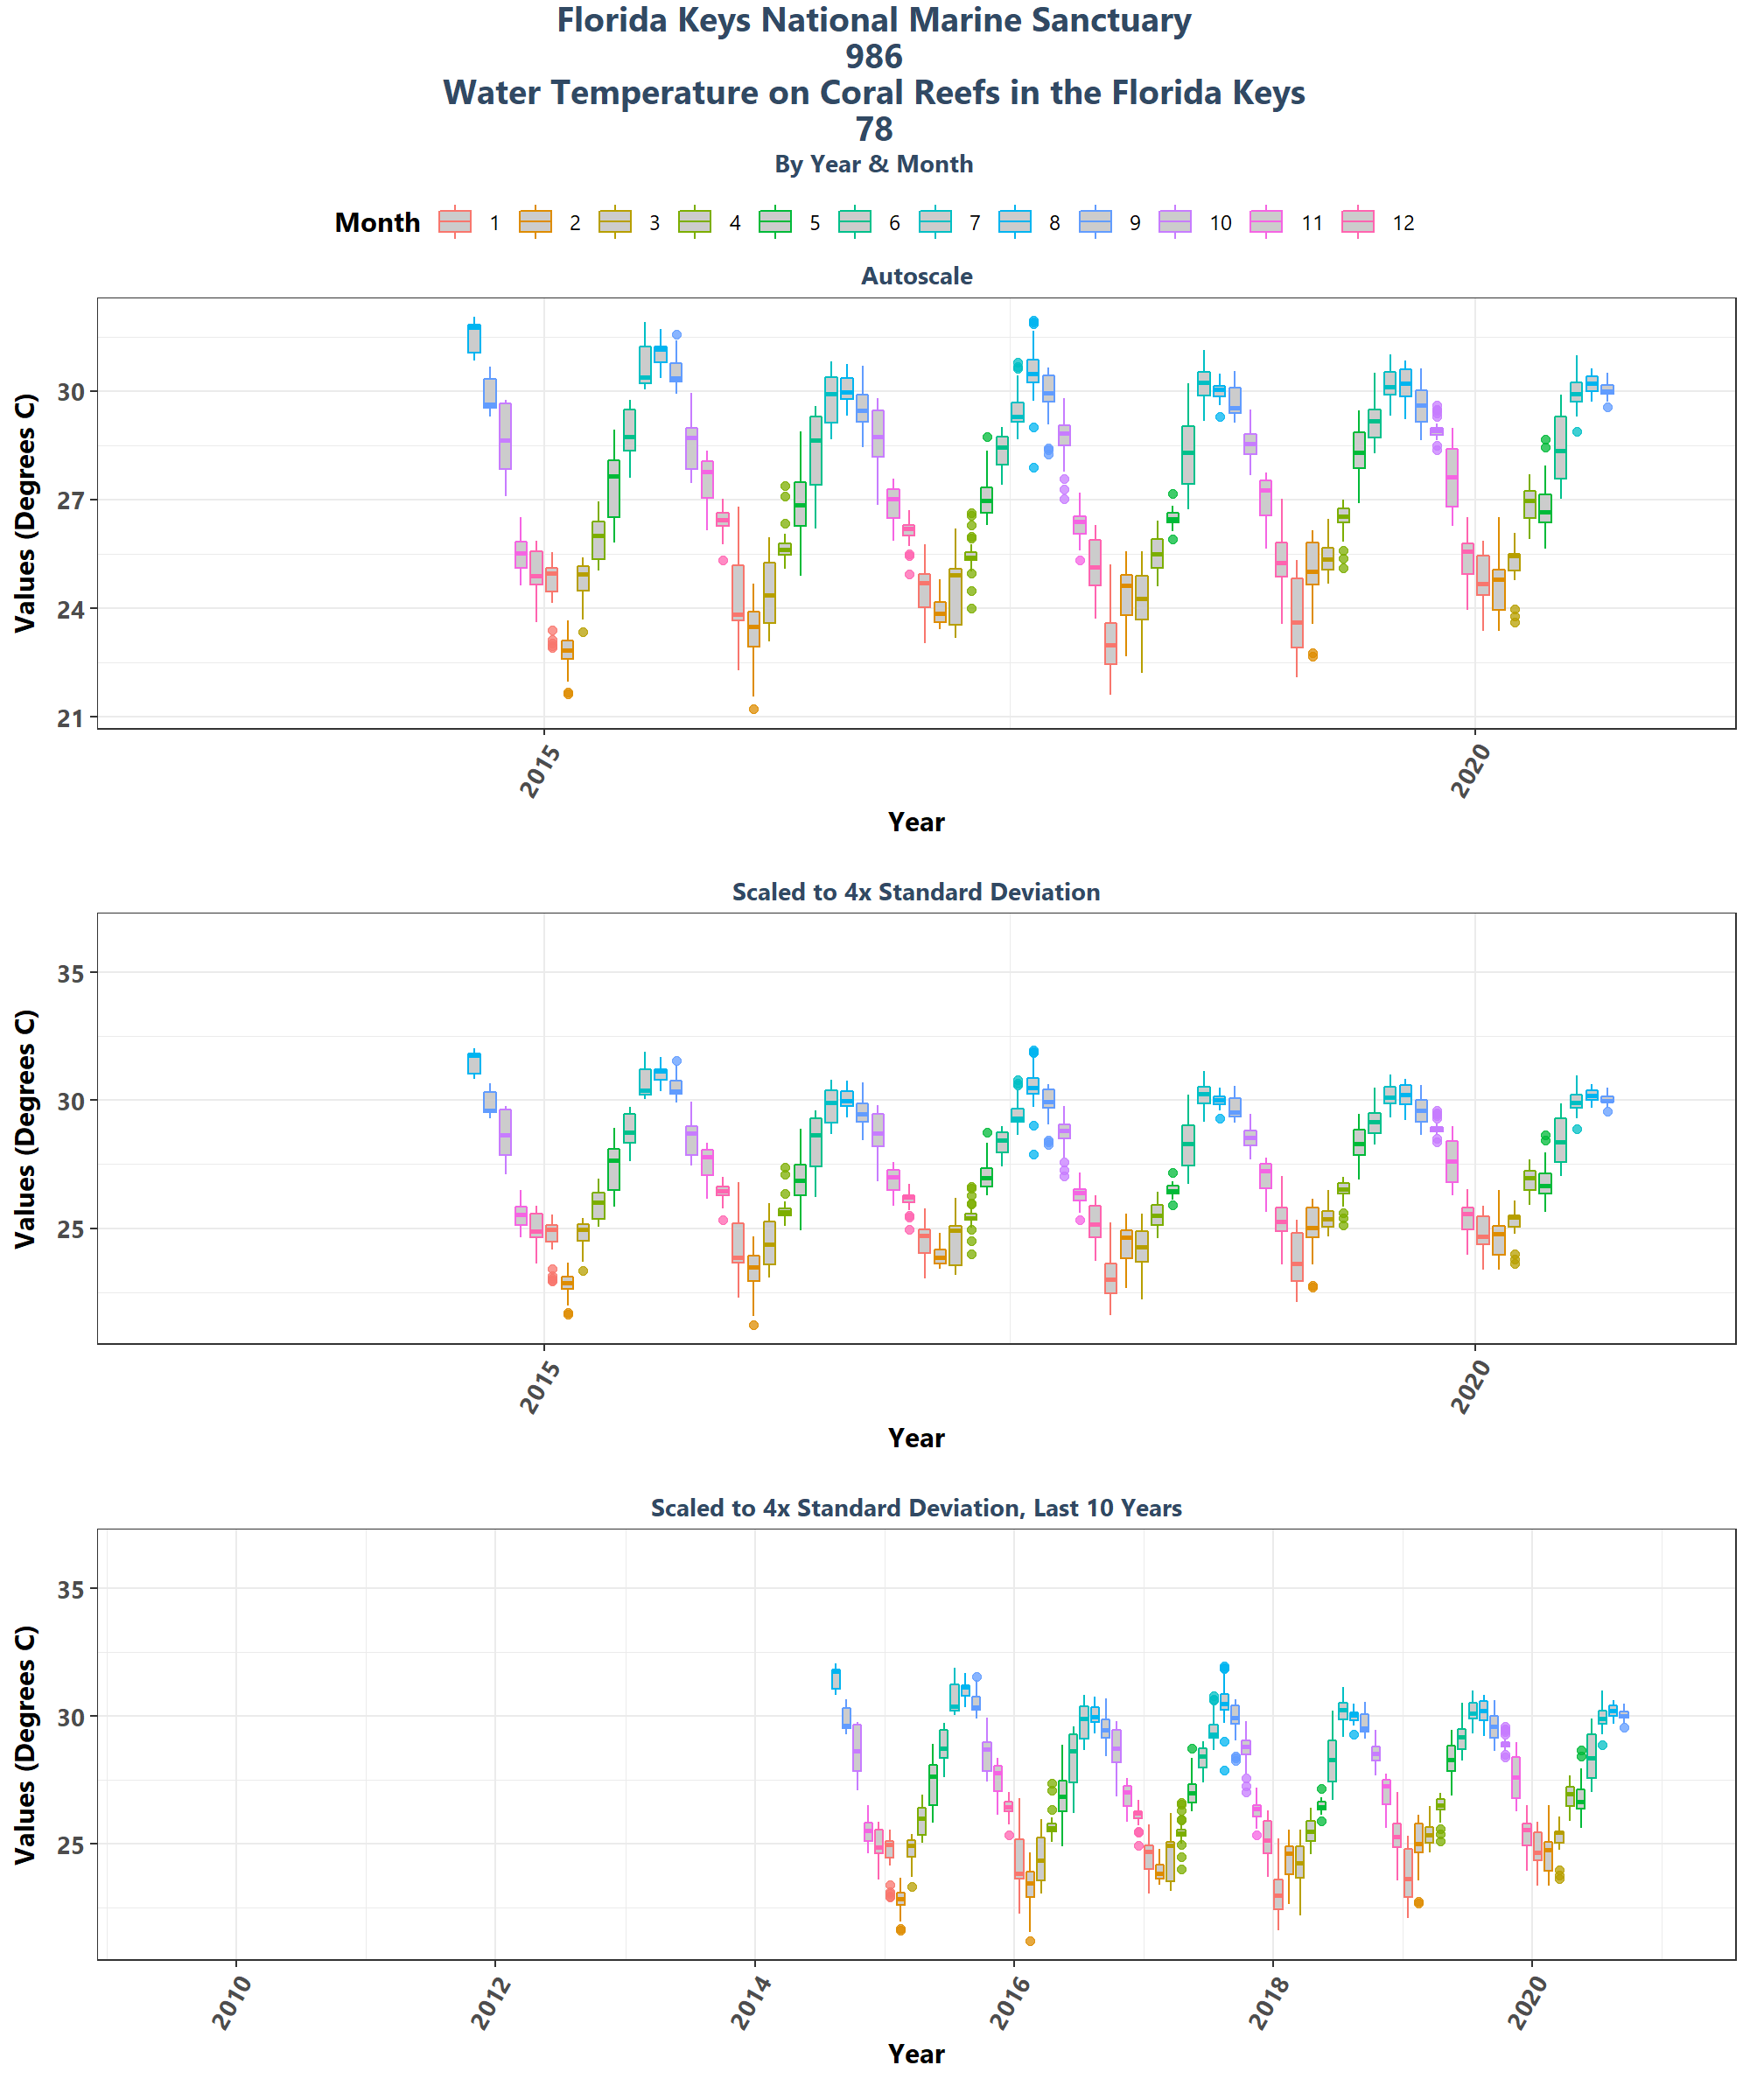 Florida Keys National Marine Sanctuary
986
Water Temperature on Coral Reefs in the Florida Keys
78
By Year & Month
Month 1 2 3 4 5 6 7 8 9 10 11 12
Autoscale
Values (Degrees C)
30
27
24
21
2015 2020
Year
Scaled to 4x Standard Deviation
Values (Degrees C)
35
30
25
2015 2020
Year
Scaled to 4x Standard Deviation, Last 10 Years
Values (Degrees C)
35
30
25
2010 2012 2014 2016 2018 2020
Year